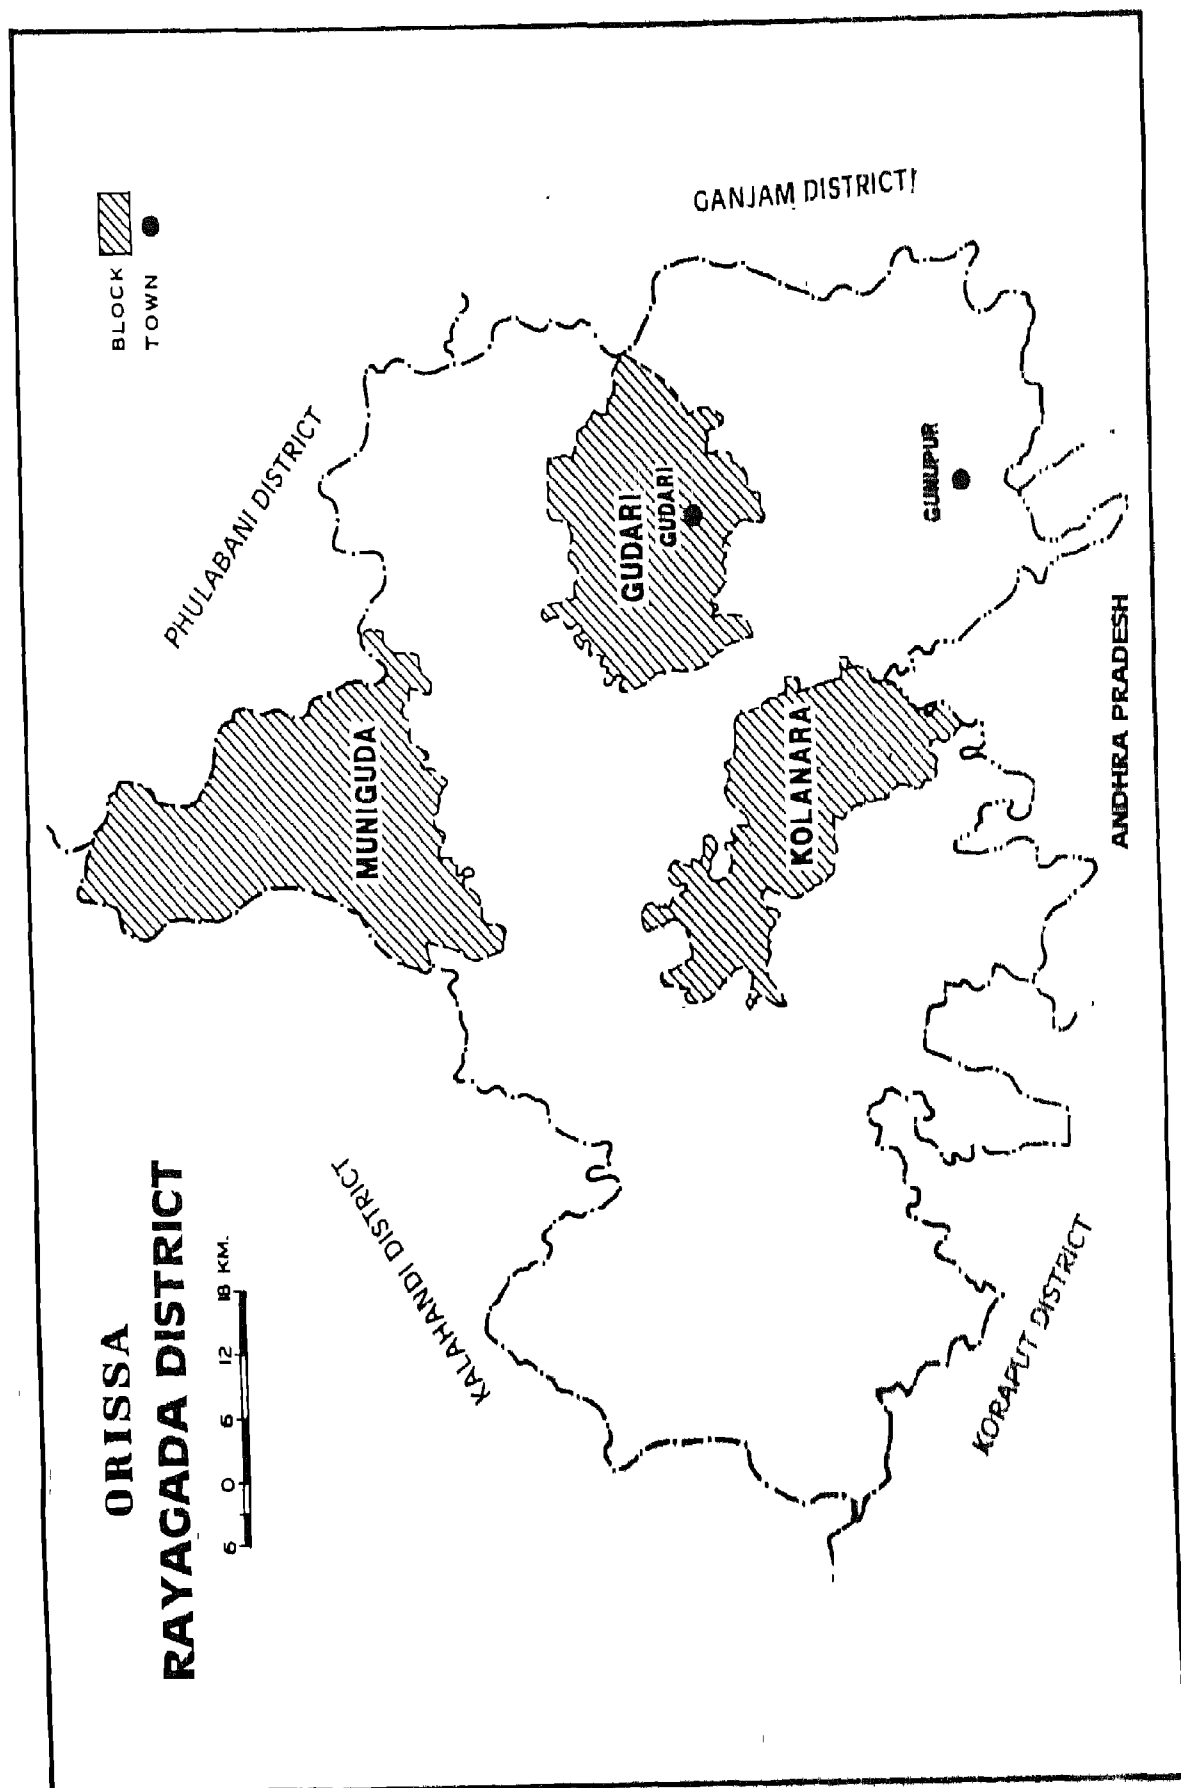 ORISSA
RAYAGADA DISTRICT
6 0 6 12 18 KM.
BLOCK
TOWN
PHULABANI DISTRICT
GANJAM DISTRICT
KALAHANDI DISTRICT
MUNIGUDA
GUDARI
GUDARI
KOLANARA
GUNUPUR
KORAPUT DISTRICT
ANDHRA PRADESH